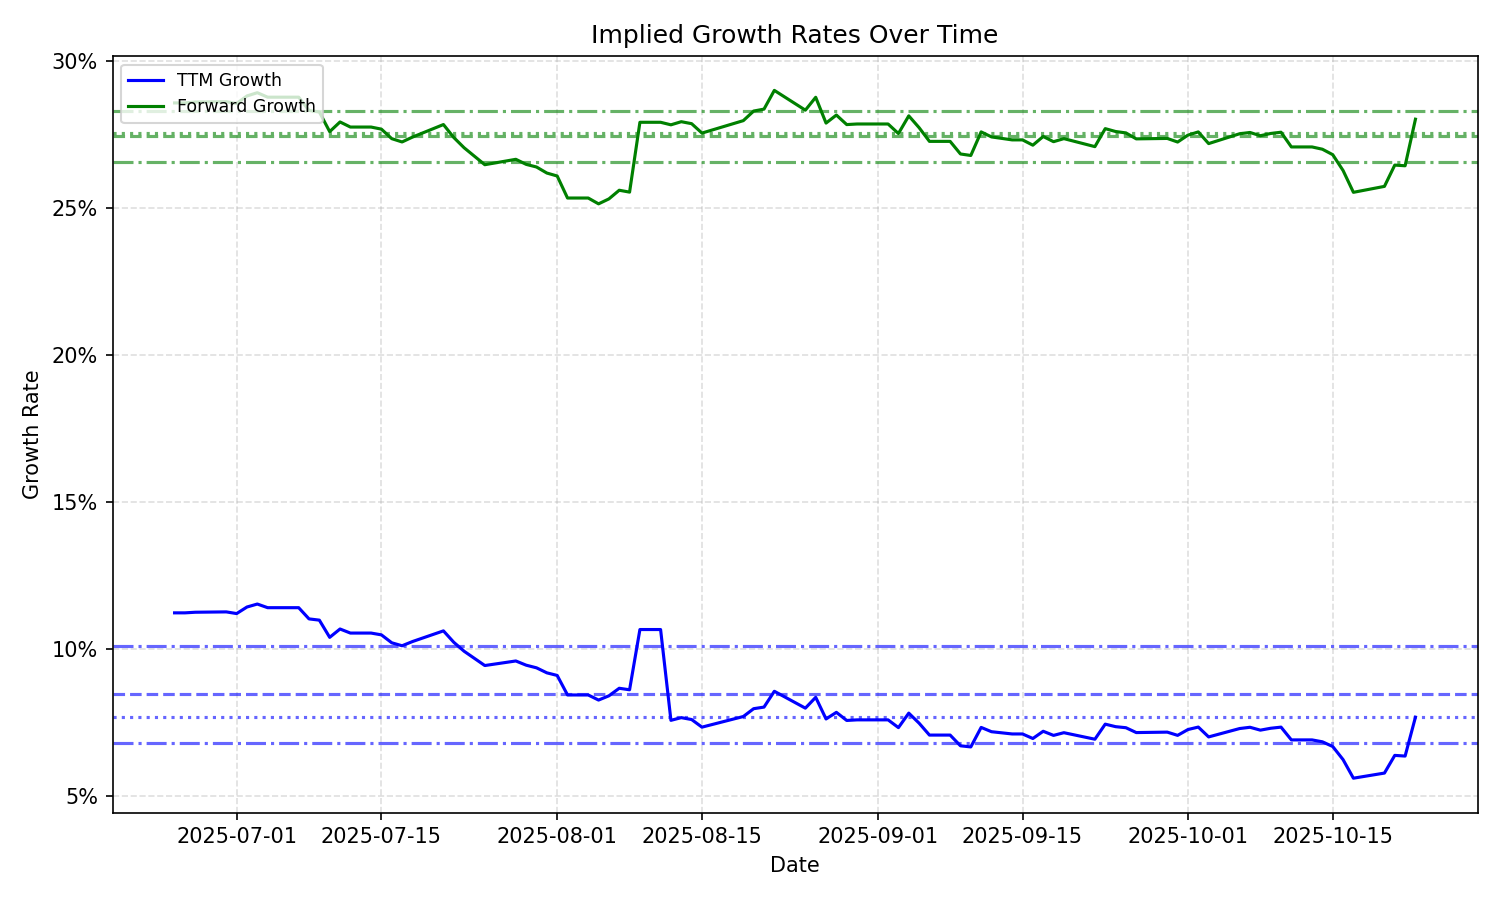 Implied Growth Rates Over Time
TTM Growth
Forward Growth
30%
25%
20%
15%
10%
5%
Growth Rate
2025-07-01 2025-07-15 2025-08-01 2025-08-15 2025-09-01 2025-09-15 2025-10-01 2025-10-15
Date